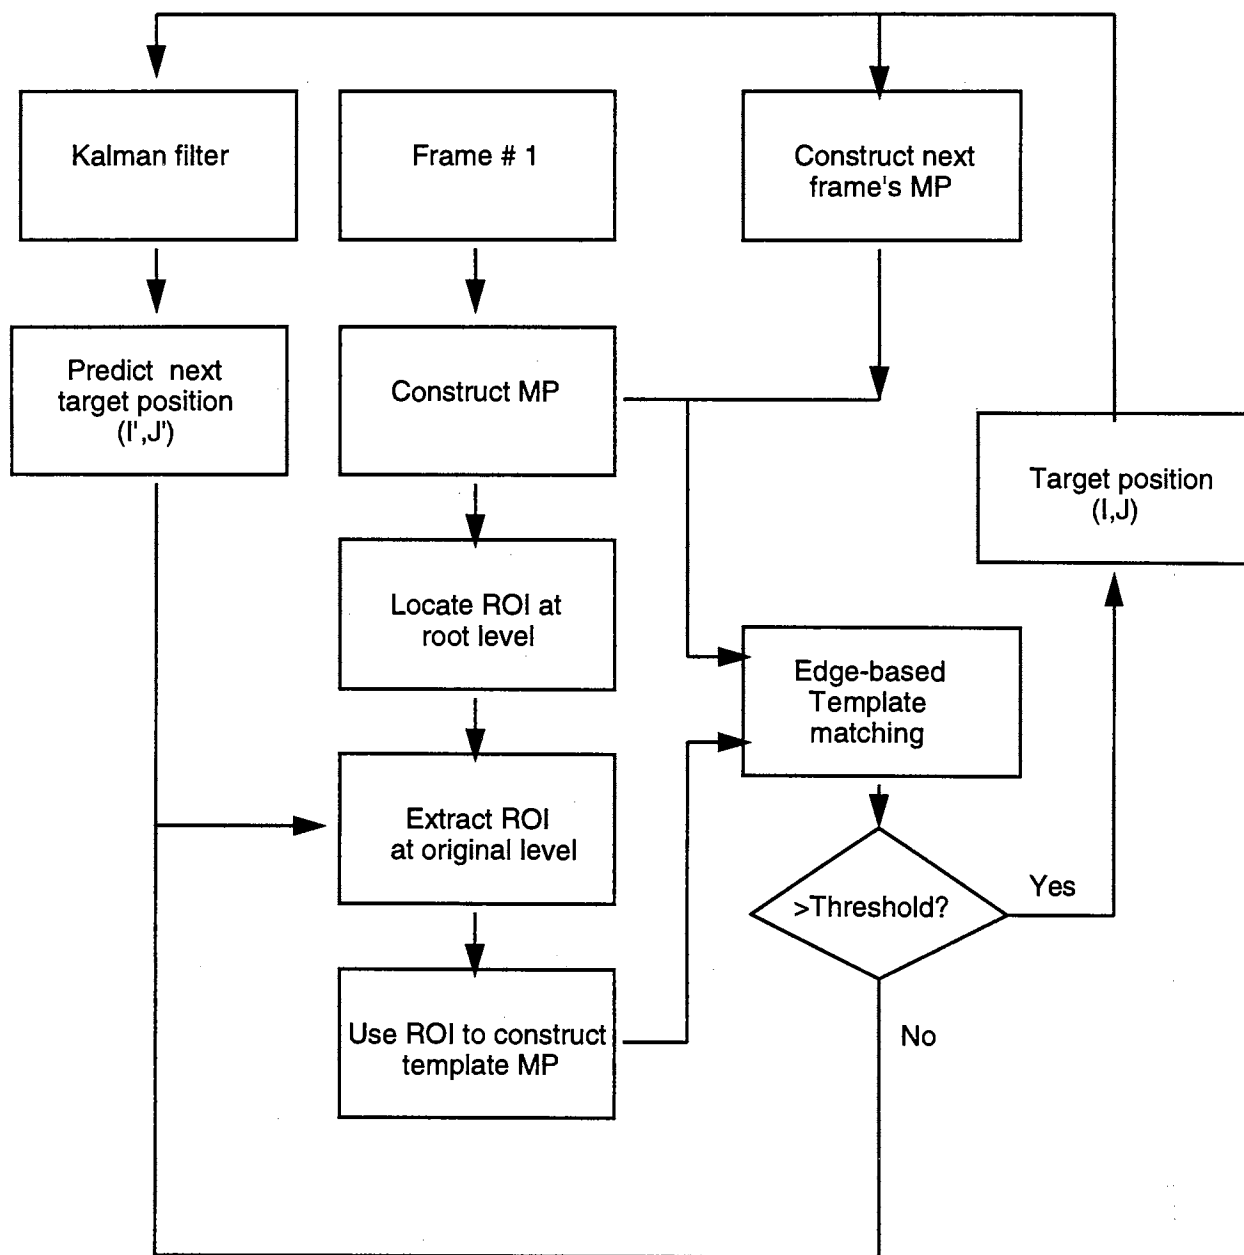 Kalman filter
Frame # 1
Construct next
frame's MP
Predict next
target position
(I',J')
Construct MP
Target position
(I,J)
Locate ROI at
root level
Edge-based
Template
matching
Extract ROI
at original level
>Threshold?
Yes
Use ROI to construct
template MP
No